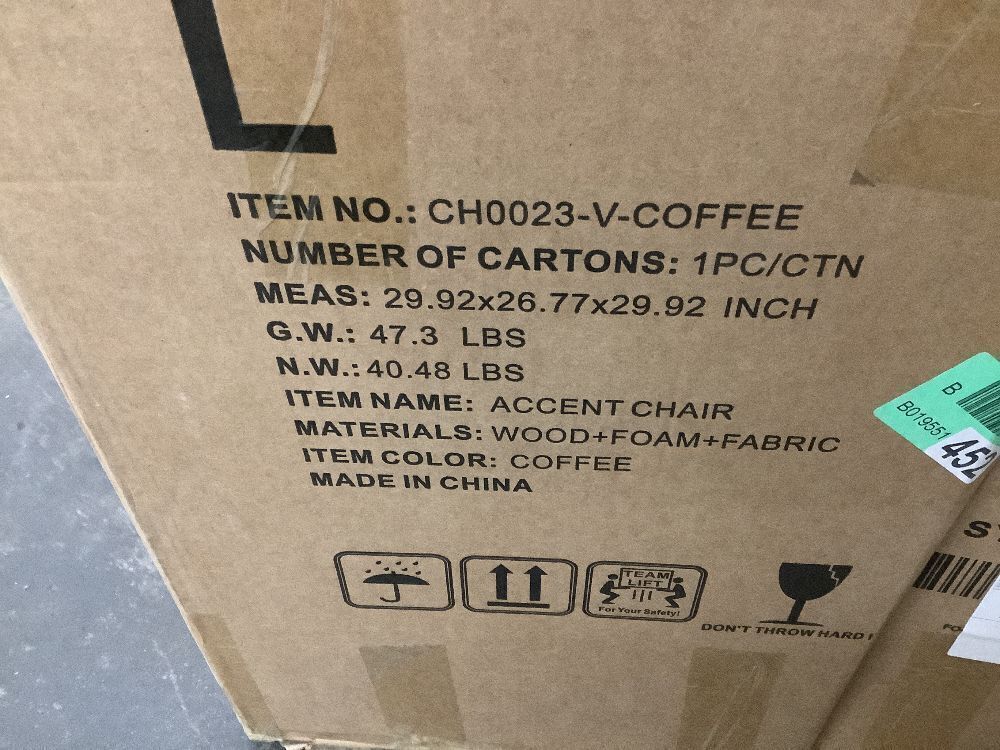 L
ITEM NO.: CH0023-V-COFFEE
NUMBER OF CARTONS: 1PC/CTN
MEAS: 29.92x26.77x29.92 INCH
G.W.: 47.3 LBS
N.W.: 40.48 LBS
ITEM NAME: ACCENT CHAIR
MATERIALS: WOOD+FOAM+FABRIC
ITEM COLOR: COFFEE
MADE IN CHINA
TEAM
LIFT
For Your Safety!
DON'T THROW HARD !
B
B019551
452